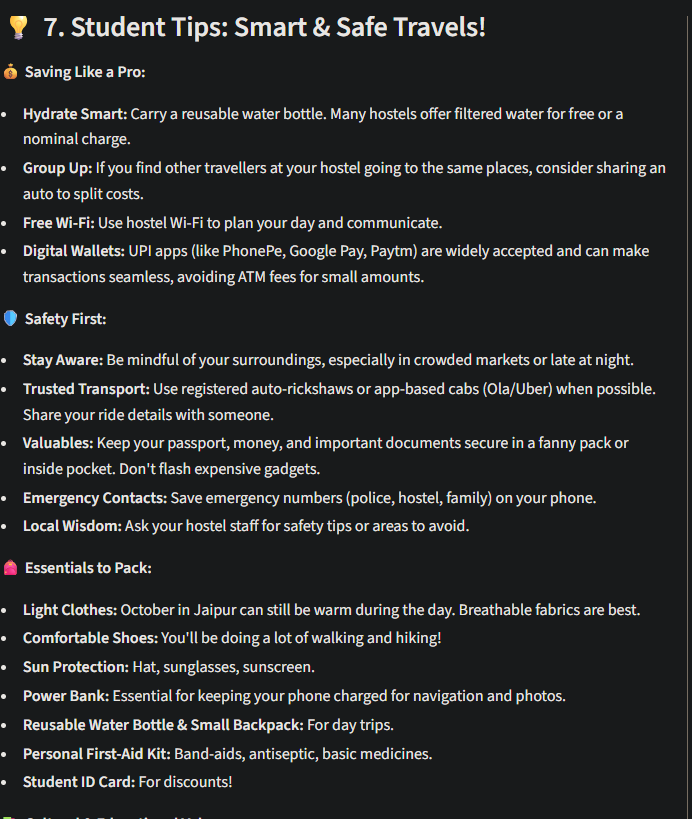 💡 7. Student Tips: Smart & Safe Travels!
💰 Saving Like a Pro:
• Hydrate Smart: Carry a reusable water bottle. Many hostels offer filtered water for free or a
nominal charge.
• Group Up: If you find other travellers at your hostel going to the same places, consider sharing an
auto to split costs.
• Free Wi-Fi: Use hostel Wi-Fi to plan your day and communicate.
• Digital Wallets: UPI apps (like PhonePe, Google Pay, Paytm) are widely accepted and can make
transactions seamless, avoiding ATM fees for small amounts.
🛡️ Safety First:
• Stay Aware: Be mindful of your surroundings, especially in crowded markets or late at night.
• Trusted Transport: Use registered auto-rickshaws or app-based cabs (Ola/Uber) when possible.
Share your ride details with someone.
• Valuables: Keep your passport, money, and important documents secure in a fanny pack or
inside pocket. Don't flash expensive gadgets.
• Emergency Contacts: Save emergency numbers (police, hostel, family) on your phone.
• Local Wisdom: Ask your hostel staff for safety tips or areas to avoid.
🎒 Essentials to Pack:
• Light Clothes: October in Jaipur can still be warm during the day. Breathable fabrics are best.
• Comfortable Shoes: You'll be doing a lot of walking and hiking!
• Sun Protection: Hat, sunglasses, sunscreen.
• Power Bank: Essential for keeping your phone charged for navigation and photos.
• Reusable Water Bottle & Small Backpack: For day trips.
• Personal First-Aid Kit: Band-aids, antiseptic, basic medicines.
• Student ID Card: For discounts!